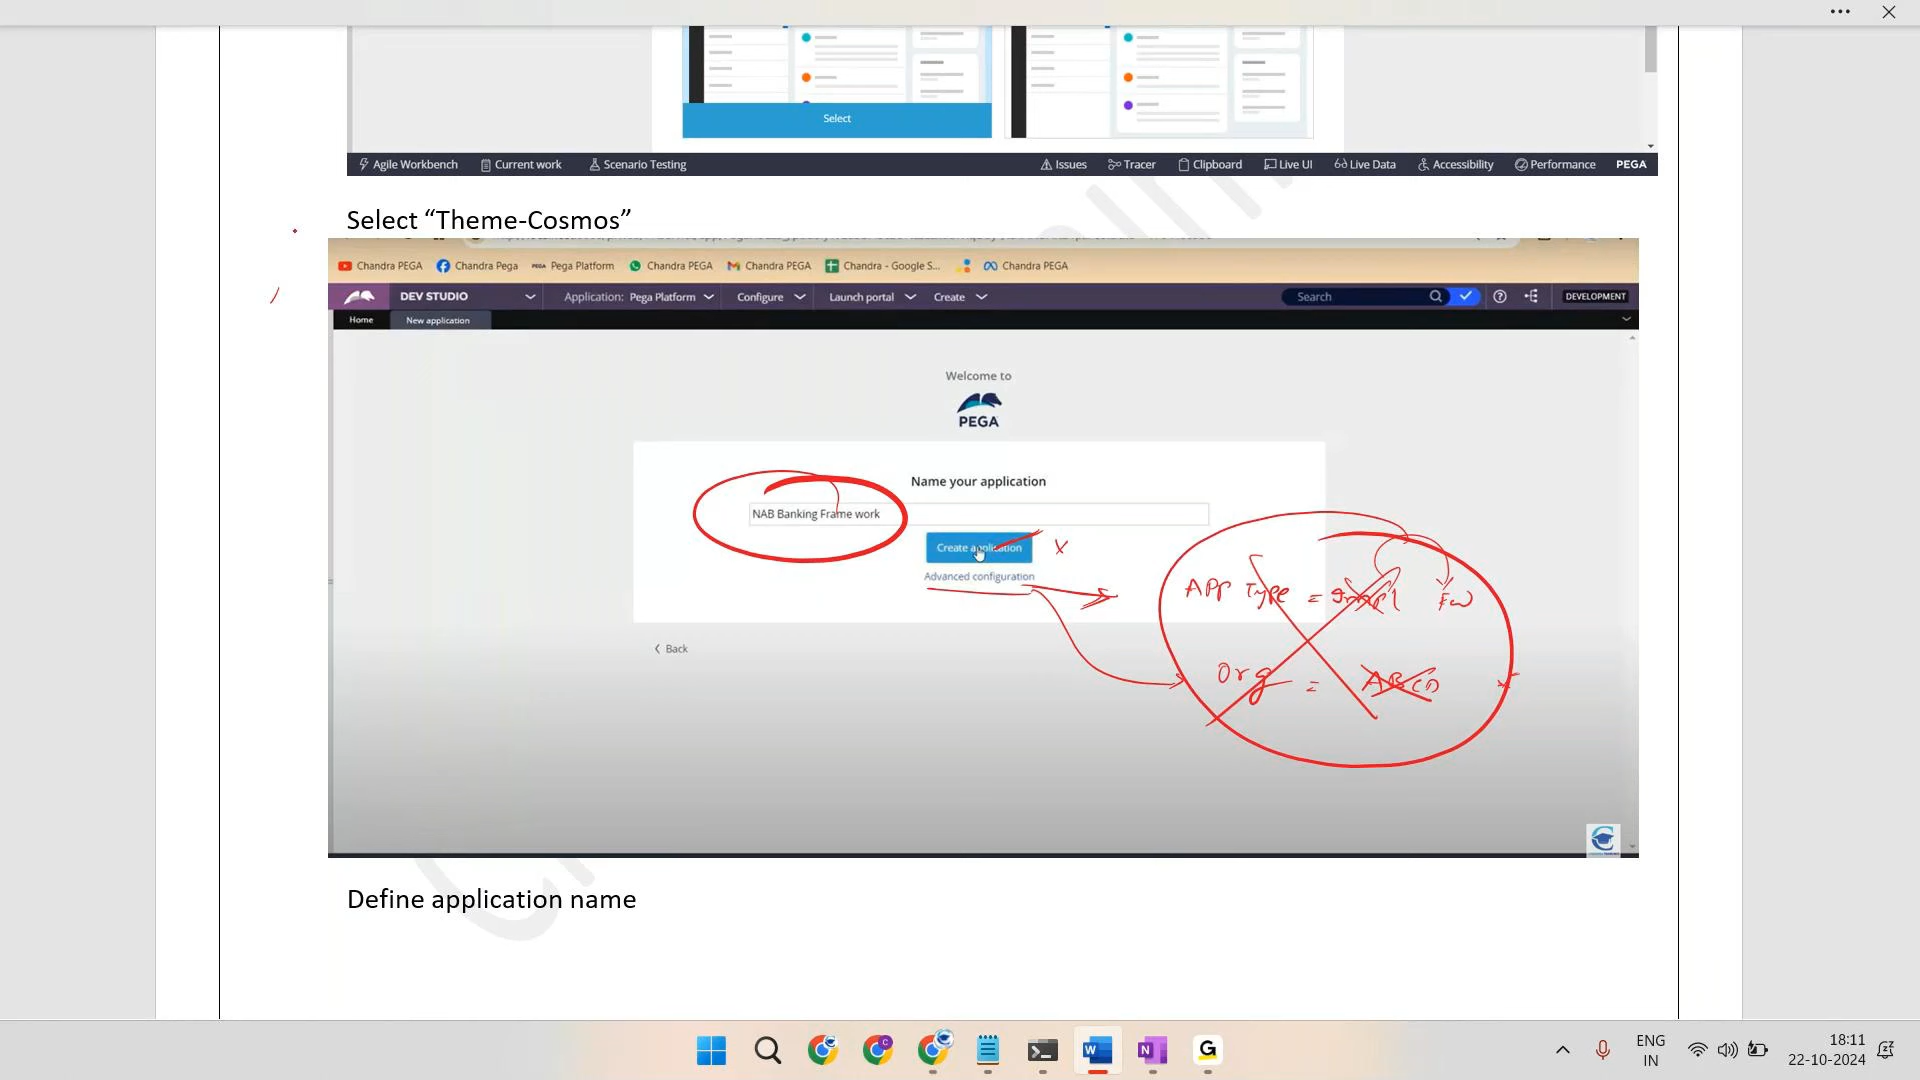 Select
Agile Workbench Current work Scenario Testing Issues Tracer Clipboard Live UI Live Data Accessibility Performance PEGA
Select “Theme-Cosmos”
Chandra PEGA Chandra Pega PEGA Pega Platform Chandra PEGA Chandra PEGA Chandra - Google S... Chandra PEGA
DEV STUDIO Application: Pega Platform Configure Launch portal Create Search DEVELOPMENT
Home New application
Welcome to
PEGA
Name your application
NAB Banking Frame work
Create application x
Advanced configuration
APP Type = Impl Fw
Back
Org = ABCD
Define application name
ENG
IN
18:11
22-10-2024